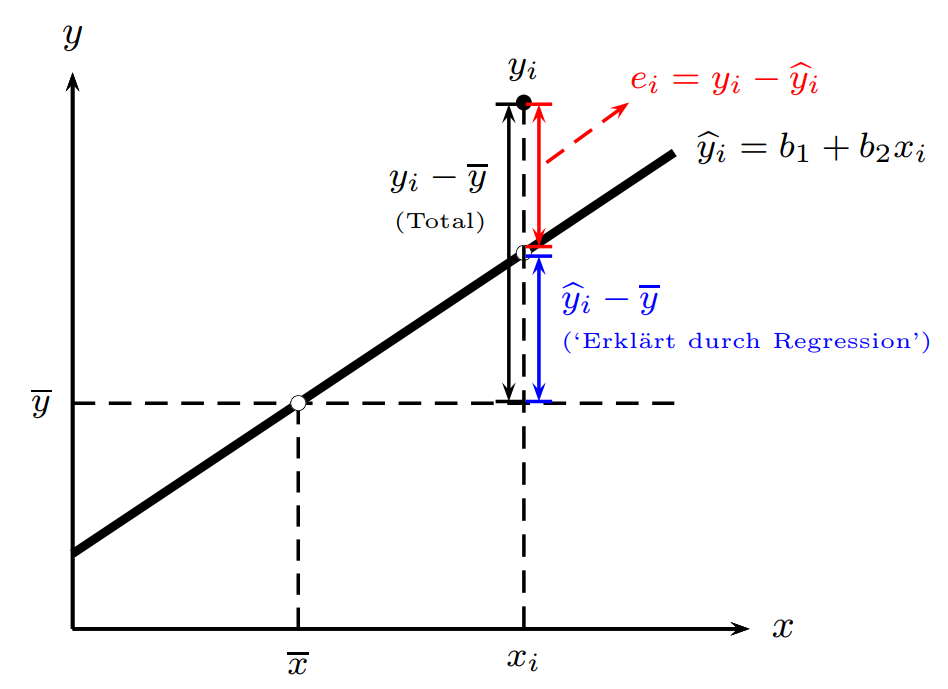 y
y_i
e_i = y_i − ŷ_i
ŷ_i = b_1 + b_2x_i
y_i − y̅
(Total)
ŷ_i − y̅
(‘Erklärt durch Regression’)
y̅
x
x̅
x_i